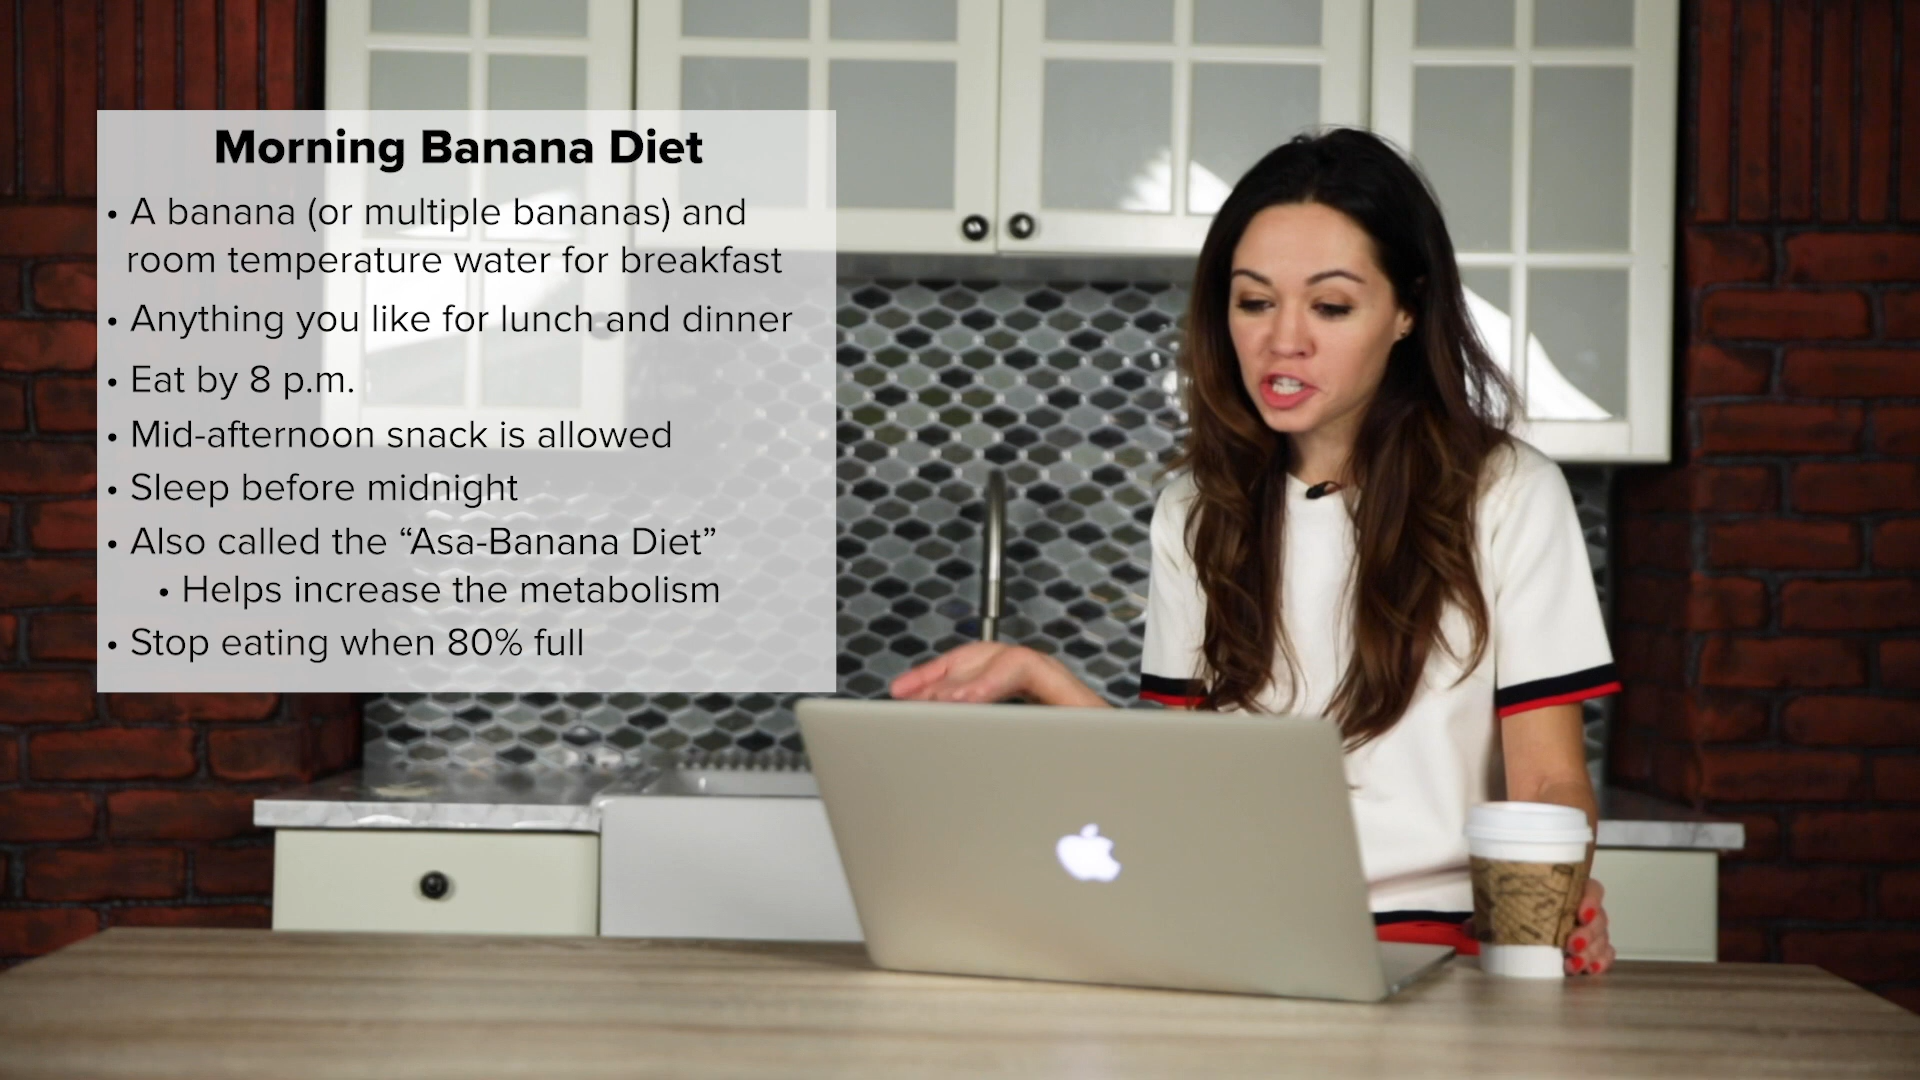 Morning Banana Diet
• A banana (or multiple bananas) and
room temperature water for breakfast
• Anything you like for lunch and dinner
• Eat by 8 p.m.
• Mid-afternoon snack is allowed
• Sleep before midnight
• Also called the “Asa-Banana Diet”
• Helps increase the metabolism
• Stop eating when 80% full